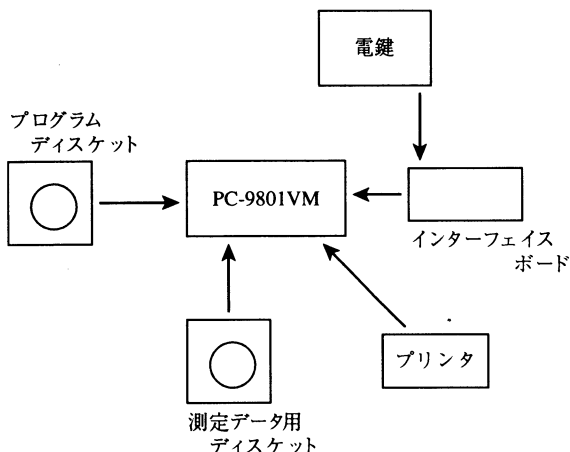 電鍵
プログラム
ディスケット
PC-9801VM
インターフェイス
ボード
プリンタ
測定データ用
ディスケット